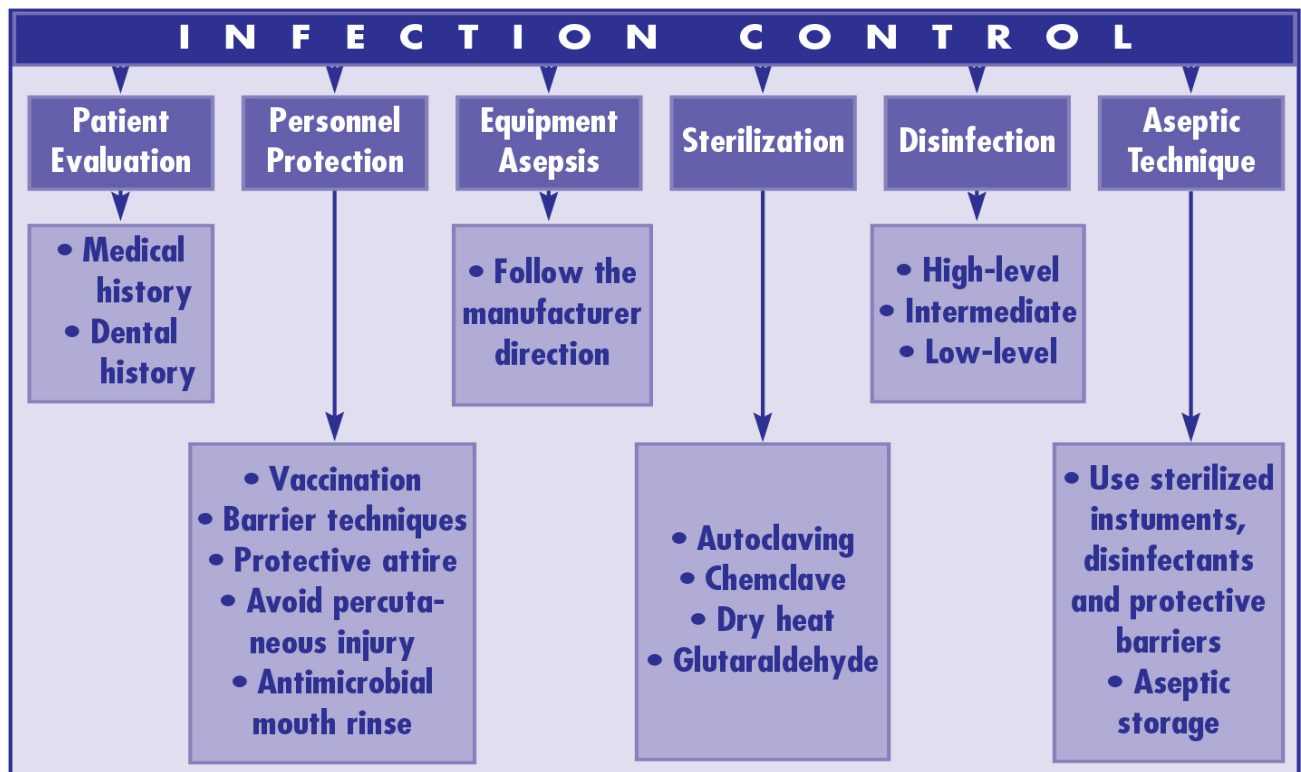 INFECTION CONTROL
Patient
Evaluation
Personnel
Protection
Equipment
Asepsis
Sterilization
Disinfection
Aseptic
Technique
• Medical
history
• Dental
history
• Follow the
manufacturer
direction
• High-level
• Intermediate
• Low-level
• Vaccination
• Barrier techniques
• Protective attire
• Avoid percuta-
neous injury
• Antimicrobial
mouth rinse
• Autoclaving
• Chemclave
• Dry heat
• Glutaraldehyde
• Use sterilized
instuments,
disinfectants
and protective
barriers
• Aseptic
storage